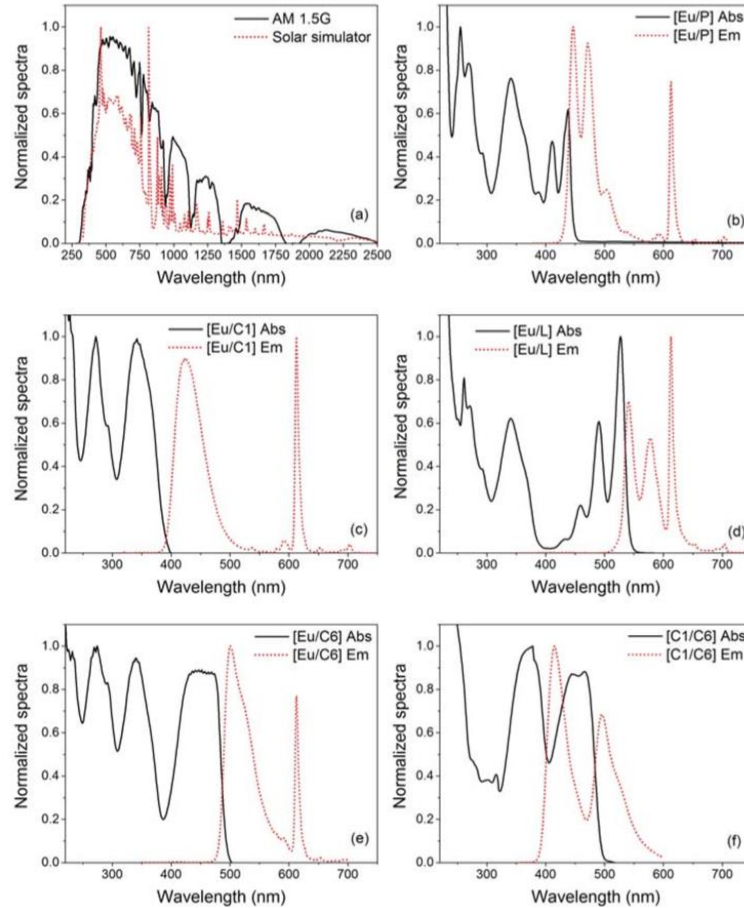 AM 1.5G
Solar simulator
Normalized spectra
1.0
0.8
0.6
0.4
0.2
0.0
250 500 750 1000 1250 1500 1750 2000 2250 2500
Wavelength (nm)
(a)
[Eu/P] Abs
[Eu/P] Em
Normalized spectra
1.0
0.8
0.6
0.4
0.2
0.0
300 400 500 600 700
Wavelength (nm)
(b)
[Eu/C1] Abs
[Eu/C1] Em
Normalized spectra
1.0
0.8
0.6
0.4
0.2
0.0
300 400 500 600 700
Wavelength (nm)
(c)
[Eu/L] Abs
[Eu/L] Em
Normalized spectra
1.0
0.8
0.6
0.4
0.2
0.0
300 400 500 600 700
Wavelength (nm)
(d)
[Eu/C6] Abs
[Eu/C6] Em
Normalized spectra
1.0
0.8
0.6
0.4
0.2
0.0
300 400 500 600 700
Wavelength (nm)
(e)
[C1/C6] Abs
[C1/C6] Em
Normalized spectra
1.0
0.8
0.6
0.4
0.2
0.0
300 400 500 600 700
Wavelength (nm)
(f)